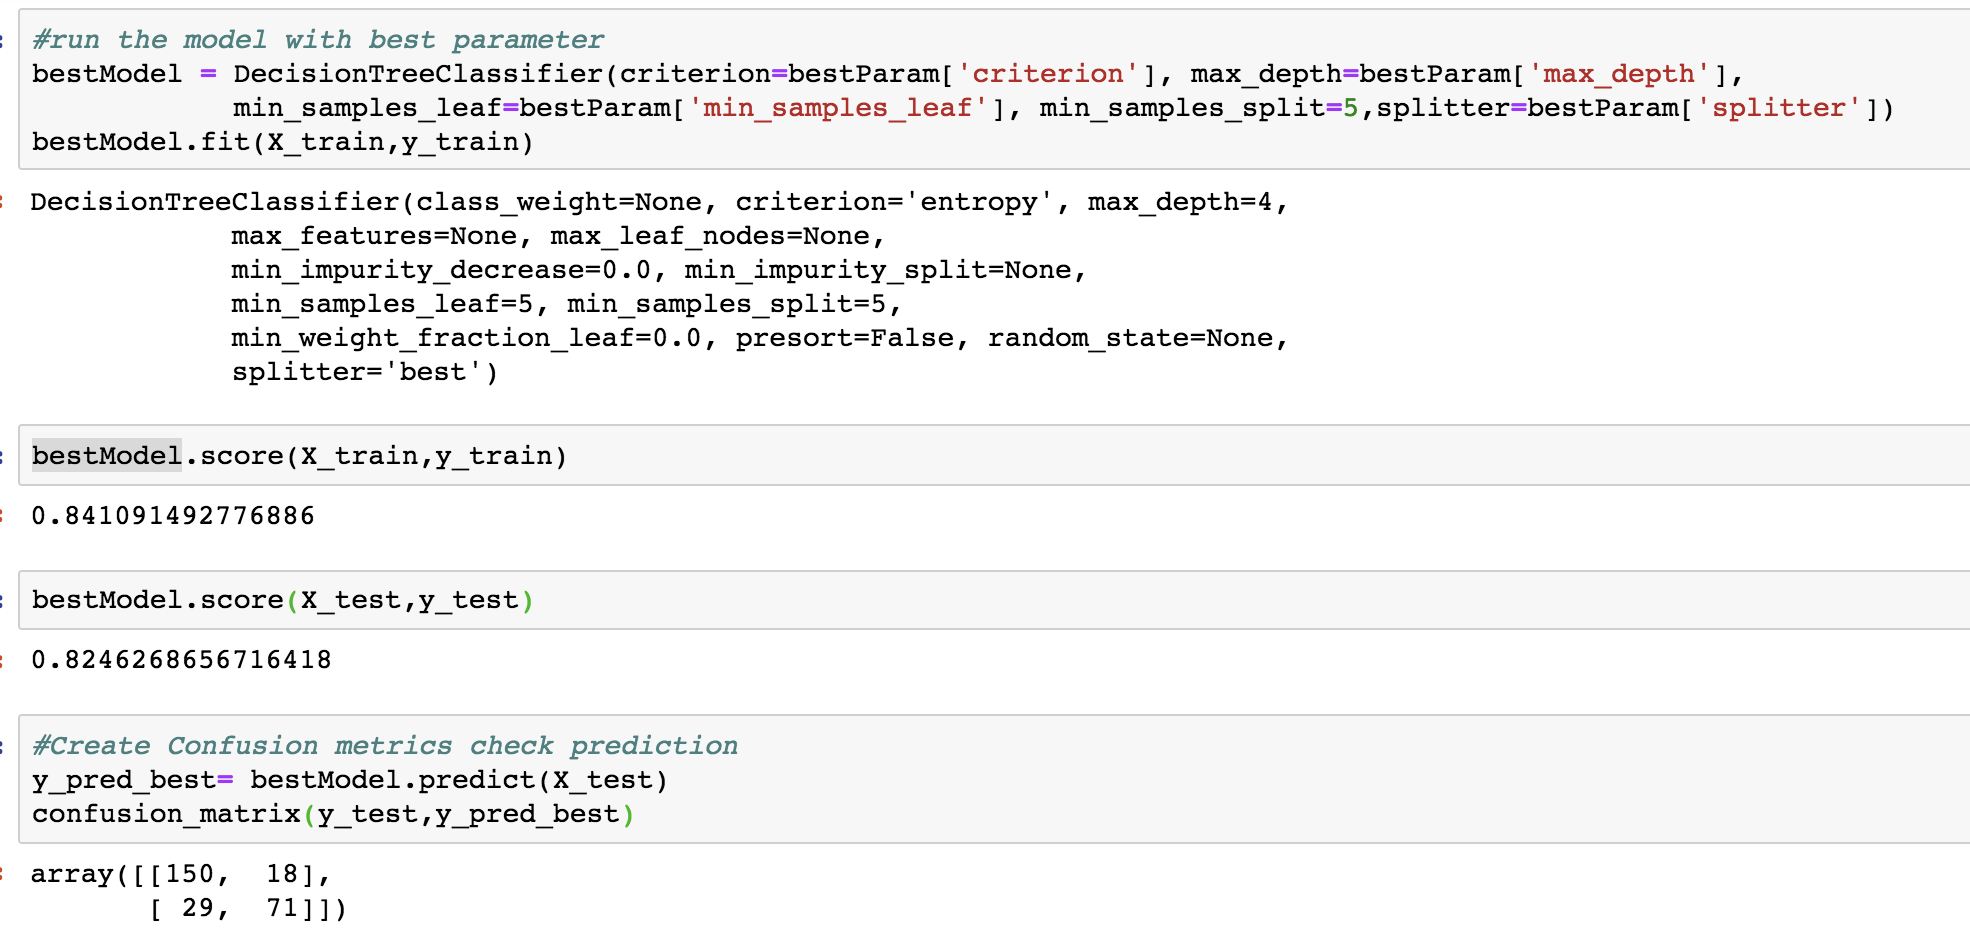 #run the model with best parameter
bestModel = DecisionTreeClassifier(criterion=bestParam['criterion'], max_depth=bestParam['max_depth'],
            min_samples_leaf=bestParam['min_samples_leaf'], min_samples_split=5,splitter=bestParam['splitter'])
bestModel.fit(X_train,y_train)
DecisionTreeClassifier(class_weight=None, criterion='entropy', max_depth=4,
            max_features=None, max_leaf_nodes=None,
            min_impurity_decrease=0.0, min_impurity_split=None,
            min_samples_leaf=5, min_samples_split=5,
            min_weight_fraction_leaf=0.0, presort=False, random_state=None,
            splitter='best')
bestModel.score(X_train,y_train)
0.841091492776886
bestModel.score(X_test,y_test)
0.8246268656716418
#Create Confusion metrics check prediction
y_pred_best= bestModel.predict(X_test)
confusion_matrix(y_test,y_pred_best)
array([[150,  18],
       [ 29,  71]])